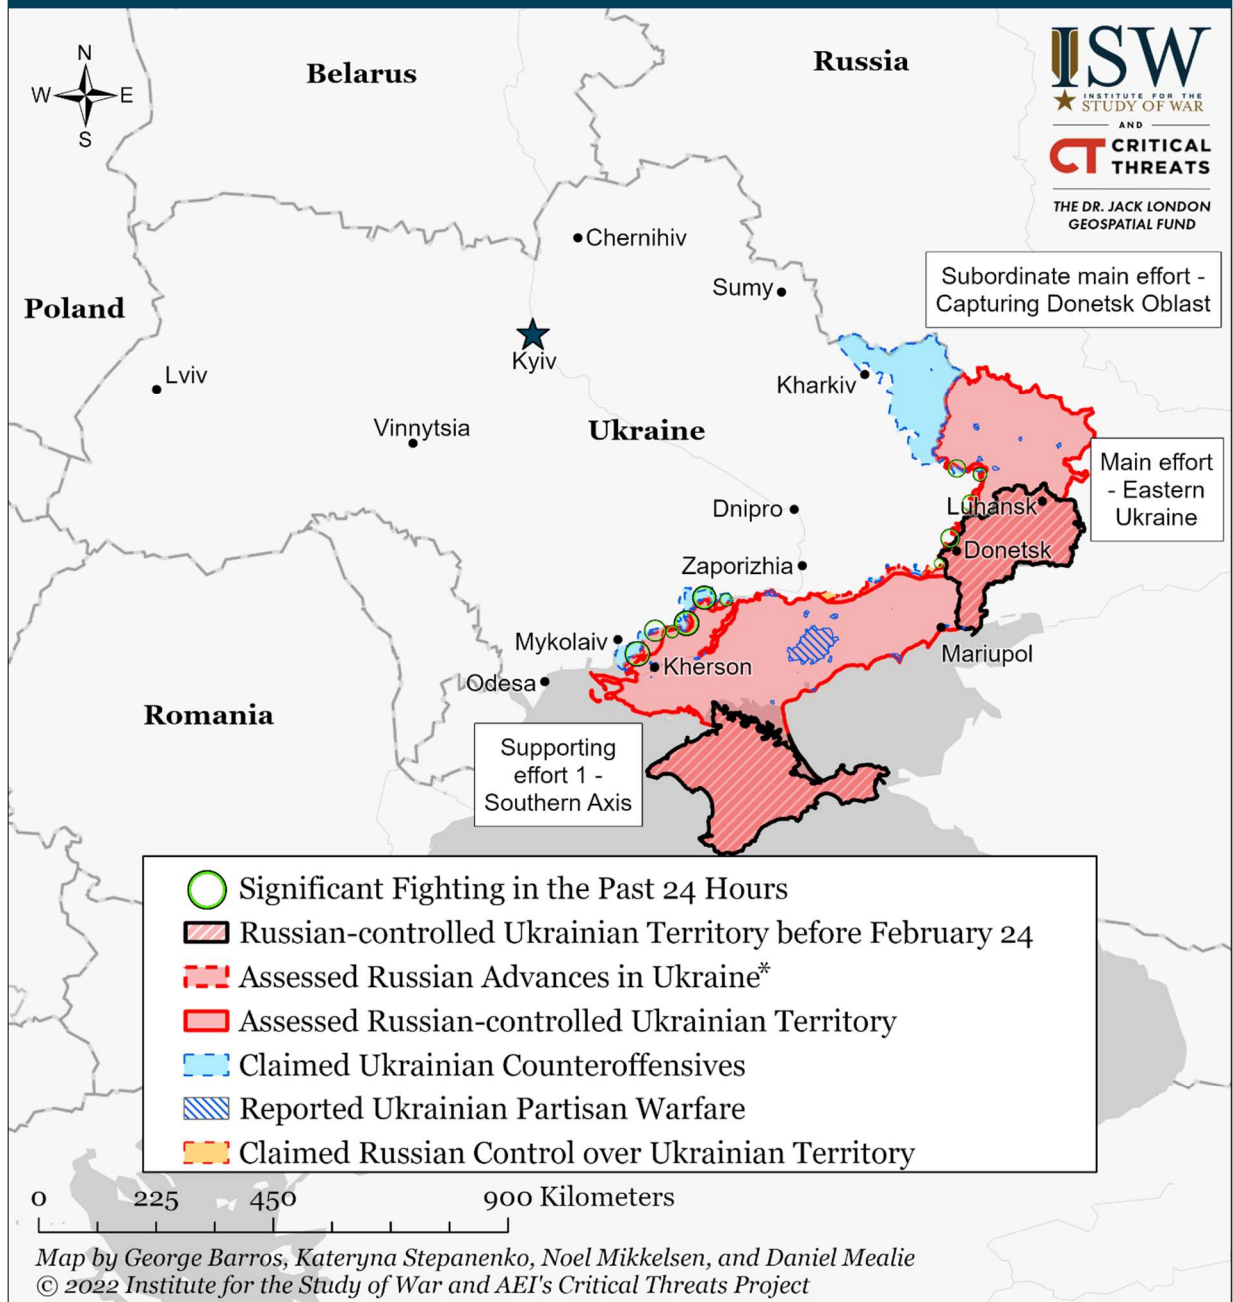 N
W E
S
Belarus
Russia
ISW
INSTITUTE FOR THE
STUDY OF WAR
AND
CT CRITICAL
THREATS
THE DR. JACK LONDON
GEOSPATIAL FUND
Chernihiv
Sumy
Subordinate main effort -
Capturing Donetsk Oblast
Poland
Kyiv
Lviv
Kharkiv
Vinnytsia
Ukraine
Main effort
- Eastern
Ukraine
Dnipro
Luhansk
Donetsk
Zaporizhia
Mykolaiv
Kherson
Mariupol
Odesa
Romania
Supporting
effort 1 -
Southern Axis
Significant Fighting in the Past 24 Hours
Russian-controlled Ukrainian Territory before February 24
Assessed Russian Advances in Ukraine*
Assessed Russian-controlled Ukrainian Territory
Claimed Ukrainian Counteroffensives
Reported Ukrainian Partisan Warfare
Claimed Russian Control over Ukrainian Territory
0 225 450 900 Kilometers
Map by George Barros, Kateryna Stepanenko, Noel Mikkelsen, and Daniel Mealie
© 2022 Institute for the Study of War and AEI's Critical Threats Project